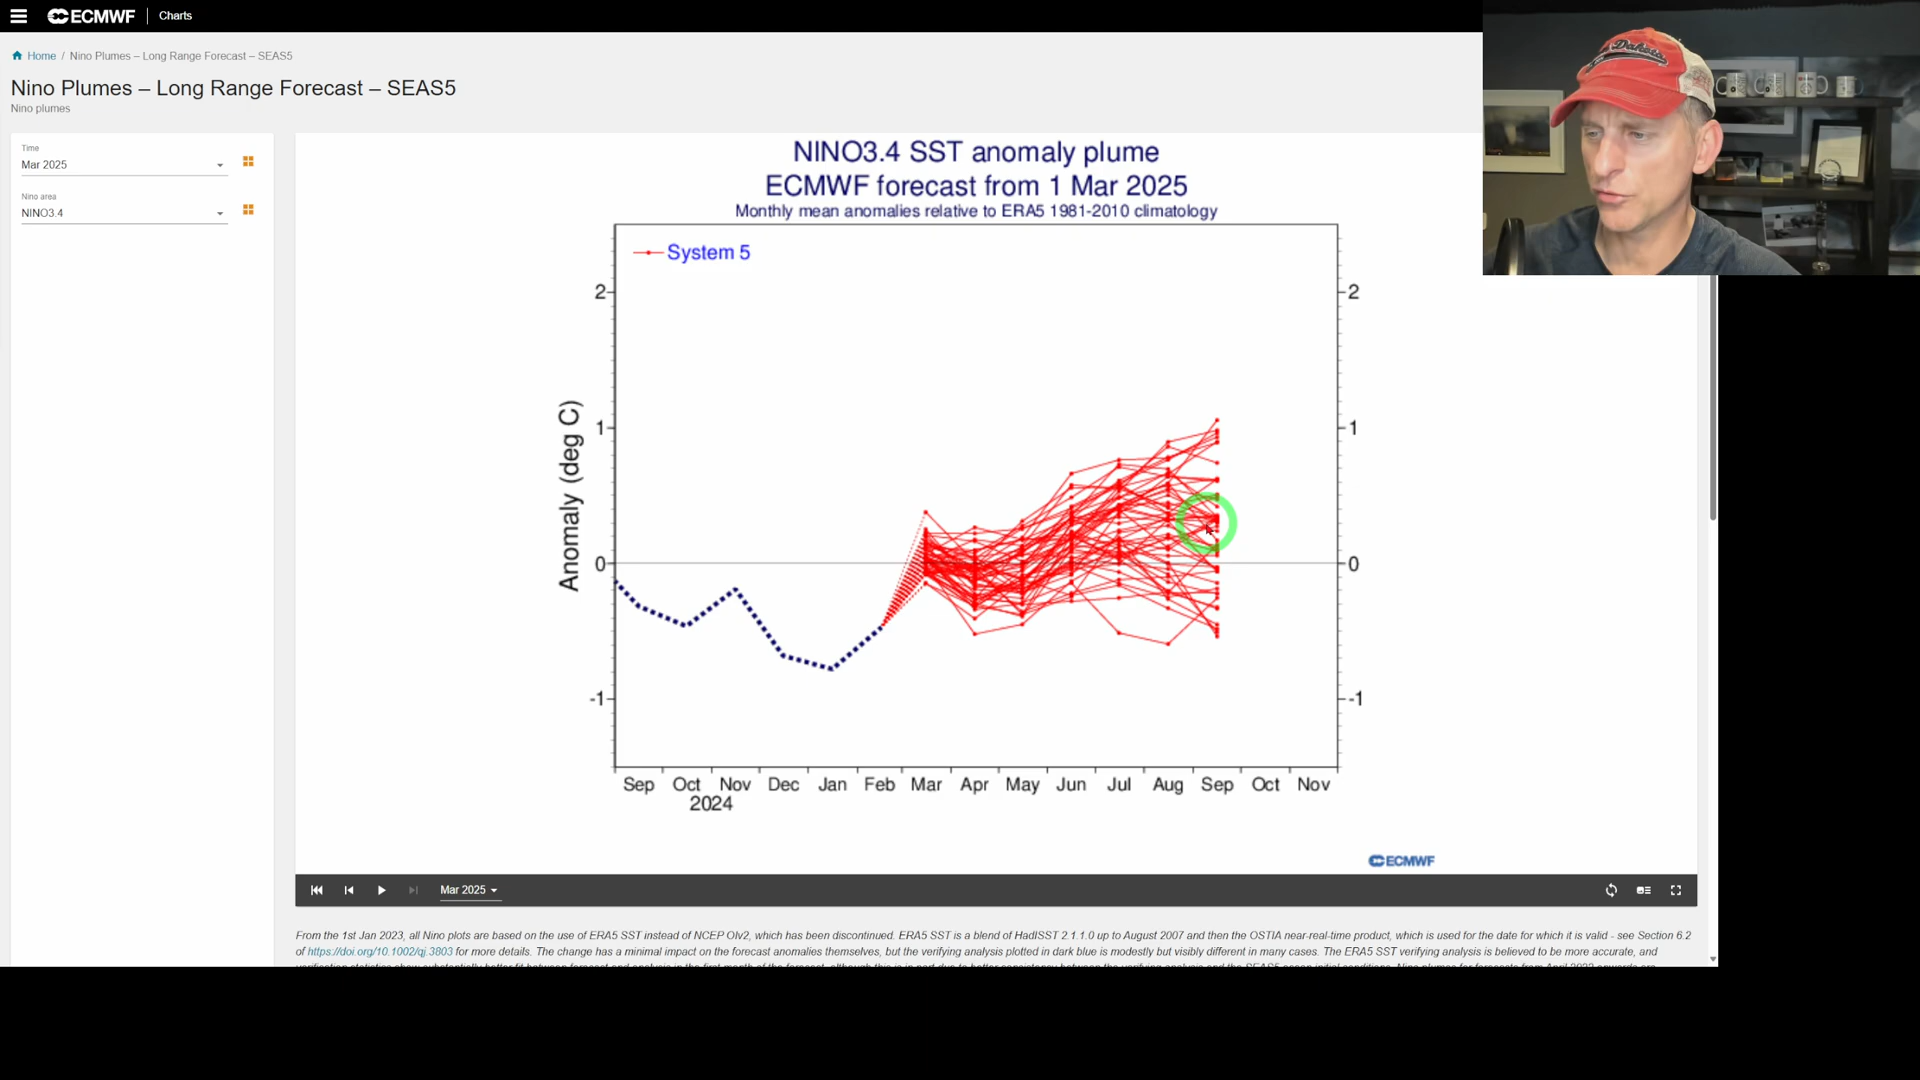 ECMWF Charts
Home / Nino Plumes – Long Range Forecast – SEAS5
Nino Plumes – Long Range Forecast – SEAS5
Nino plumes
Time
Mar 2025
Nino area
NINO3.4
NINO3.4 SST anomaly plume
ECMWF forecast from 1 Mar 2025
Monthly mean anomalies relative to ERA5 1981-2010 climatology
System 5
2 2
1 1
Anomaly (deg C)
0 0
-1 -1
Sep Oct Nov Dec Jan Feb Mar Apr May Jun Jul Aug Sep Oct Nov
2024
ECMWF
Mar 2025
From the 1st Jan 2023, all Nino plots are based on the use of ERA5 SST instead of NCEP OIv2, which has been discontinued. ERA5 SST is a blend of HadISST 2.1.1.0 up to August 2007 and then the OSTIA near-real-time product, which is used for the date for which it is valid - see Section 6.2
of https://doi.org/10.1002/qj.3803 for more details. The change has a minimal impact on the forecast anomalies themselves, but the verifying analysis plotted in dark blue is modestly but visibly different in many cases. The ERA5 SST verifying analysis is believed to be more accurate, and